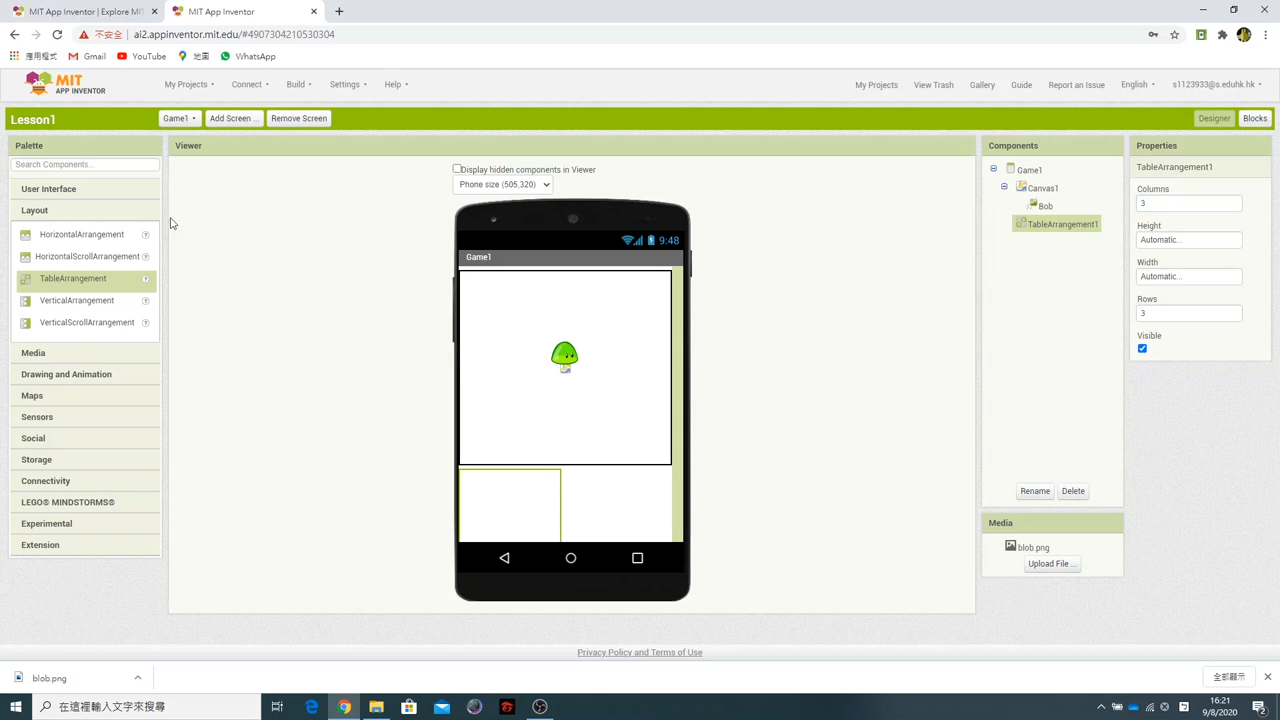 MIT App Inventor | Explore MIT
MIT App Inventor
不安全
ai2.appinventor.mit.edu/#4907304210530304
應用程式
Gmail
YouTube
地圖
WhatsApp
MIT
APP INVENTOR
My Projects
Connect
Build
Settings
Help
My Projects
View Trash
Gallery
Guide
Report an Issue
English
s1123933@s.eduhk.hk
Lesson1
Game1
Add Screen ...
Remove Screen
Designer
Blocks
Palette
Search Components...
User Interface
Layout
HorizontalArrangement
HorizontalScrollArrangement
TableArrangement
VerticalArrangement
VerticalScrollArrangement
Media
Drawing and Animation
Maps
Sensors
Social
Storage
Connectivity
LEGO® MINDSTORMS®
Experimental
Extension
Viewer
Display hidden components in Viewer
Phone size (505,320)
9:48
Game1
Components
Game1
Canvas1
Bob
TableArrangement1
Rename
Delete
Media
blob.png
Upload File ...
Properties
TableArrangement1
Columns
3
Height
Automatic...
Width
Automatic...
Rows
3
Visible
Privacy Policy and Terms of Use
blob.png
全部顯示
在這裡輸入文字來搜尋
16:21
9/8/2020
2